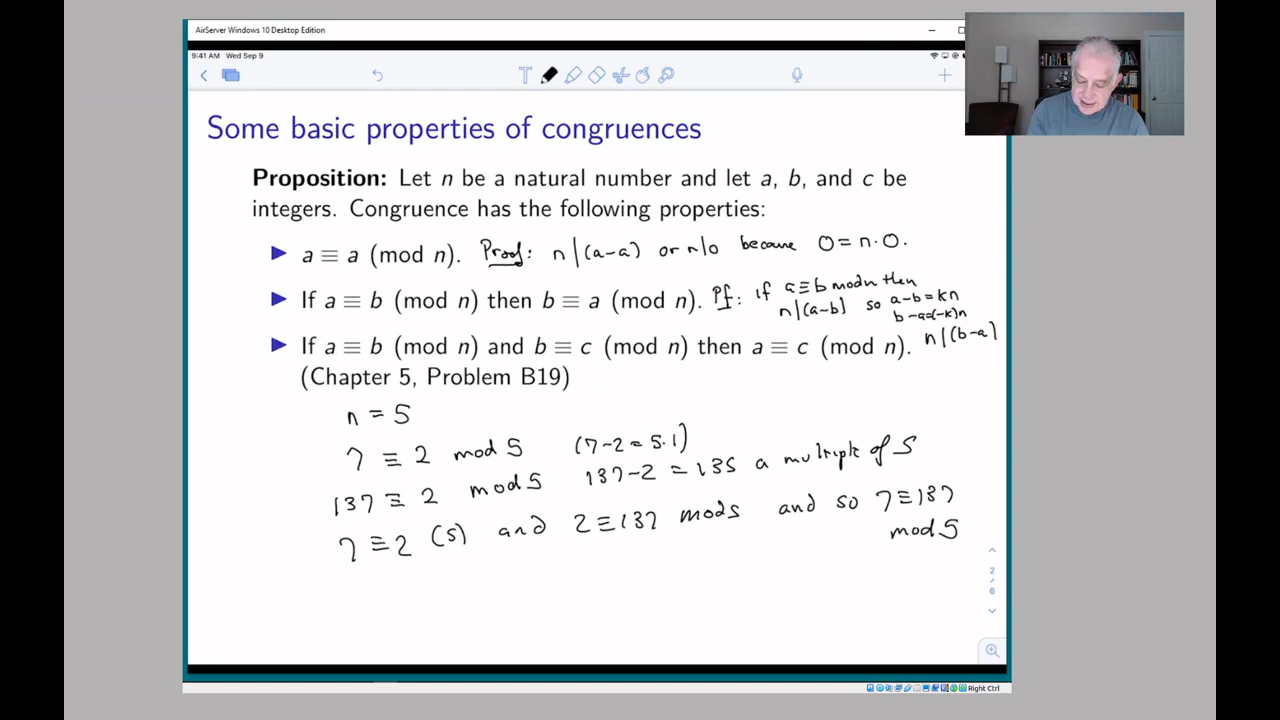 AirServer Windows 10 Desktop Edition
9:41 AM Wed Sep 9
Some basic properties of congruences
Proposition: Let n be a natural number and let a, b, and c be
integers. Congruence has the following properties:
a ≡ a (mod n). Proof: n|(a-a) or n|0 because 0 = n·0.
If a ≡ b (mod n) then b ≡ a (mod n). Pf: if a≡b mod n then
n|(a-b) so a-b=kn
b-a=(-k)n
n|(b-a)
If a ≡ b (mod n) and b ≡ c (mod n) then a ≡ c (mod n).
(Chapter 5, Problem B19)
n = 5
7 ≡ 2 mod 5 (7-2 = 5·1)
137 ≡ 2 mod 5 137-2 = 135 a multiple of 5
7 ≡ 2 (5) and 2 ≡ 137 mod 5 and so 7 ≡ 137
mod 5
2
/
6
Right Ctrl